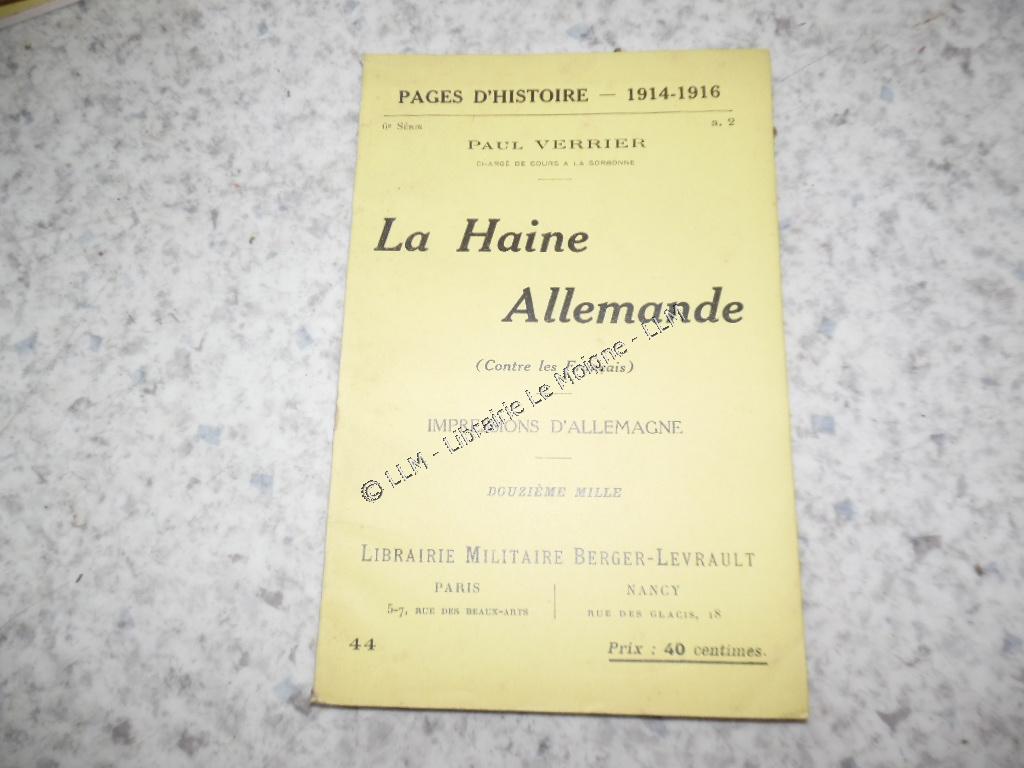 PAGES D'HISTOIRE — 1914-1916
6e SÉRIE a. 2
PAUL VERRIER
CHARGÉ DE COURS A LA SORBONNE
La Haine
Allemande
(Contre les Français)
IMPRESSIONS D'ALLEMAGNE
DOUZIÈME MILLE
LIBRAIRIE MILITAIRE BERGER-LEVRAULT
PARIS
5-7, RUE DES BEAUX-ARTS
NANCY
RUE DES GLACIS, 18
44
Prix : 40 centimes.
© LLM - Librairie Le Moigne - LLM